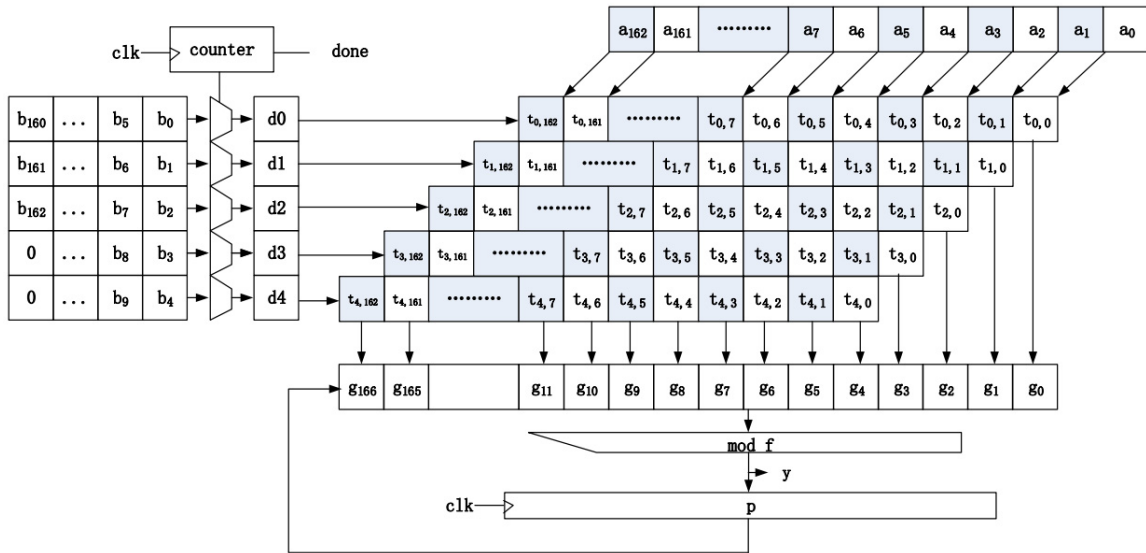 a162 a161 ········· a7 a6 a5 a4 a3 a2 a1 a0
clk counter done
b160 ... b5 b0 d0 t0,162 t0,161 ········· t0,7 t0,6 t0,5 t0,4 t0,3 t0,2 t0,1 t0,0
b161 ... b6 b1 d1 t1,162 t1,161 ········· t1,7 t1,6 t1,5 t1,4 t1,3 t1,2 t1,1 t1,0
b162 ... b7 b2 d2 t2,162 t2,161 ········· t2,7 t2,6 t2,5 t2,4 t2,3 t2,2 t2,1 t2,0
0 ... b8 b3 d3 t3,162 t3,161 ········· t3,7 t3,6 t3,5 t3,4 t3,3 t3,2 t3,1 t3,0
0 ... b9 b4 d4 t4,162 t4,161 ········· t4,7 t4,6 t4,5 t4,4 t4,3 t4,2 t4,1 t4,0
g166 g165 g11 g10 g9 g8 g7 g6 g5 g4 g3 g2 g1 g0
mod f
y
clk p